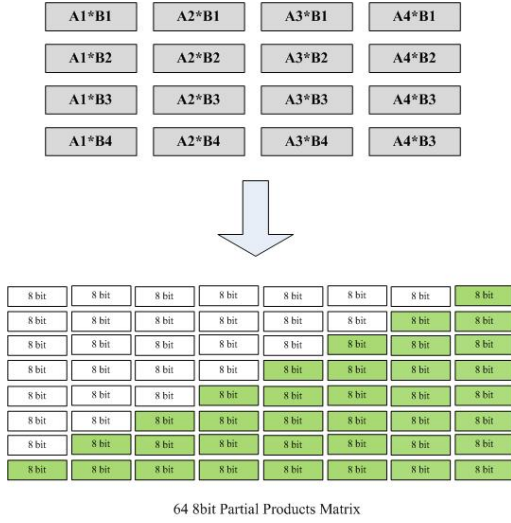 A1*B1 A2*B1 A3*B1 A4*B1
A1*B2 A2*B2 A3*B2 A4*B2
A1*B3 A2*B3 A3*B3 A4*B3
A1*B4 A2*B4 A3*B4 A4*B3
8 bit 8 bit 8 bit 8 bit 8 bit 8 bit 8 bit 8 bit
8 bit 8 bit 8 bit 8 bit 8 bit 8 bit 8 bit 8 bit
8 bit 8 bit 8 bit 8 bit 8 bit 8 bit 8 bit 8 bit
8 bit 8 bit 8 bit 8 bit 8 bit 8 bit 8 bit 8 bit
8 bit 8 bit 8 bit 8 bit 8 bit 8 bit 8 bit 8 bit
8 bit 8 bit 8 bit 8 bit 8 bit 8 bit 8 bit 8 bit
8 bit 8 bit 8 bit 8 bit 8 bit 8 bit 8 bit 8 bit
8 bit 8 bit 8 bit 8 bit 8 bit 8 bit 8 bit 8 bit
64 8bit Partial Products Matrix